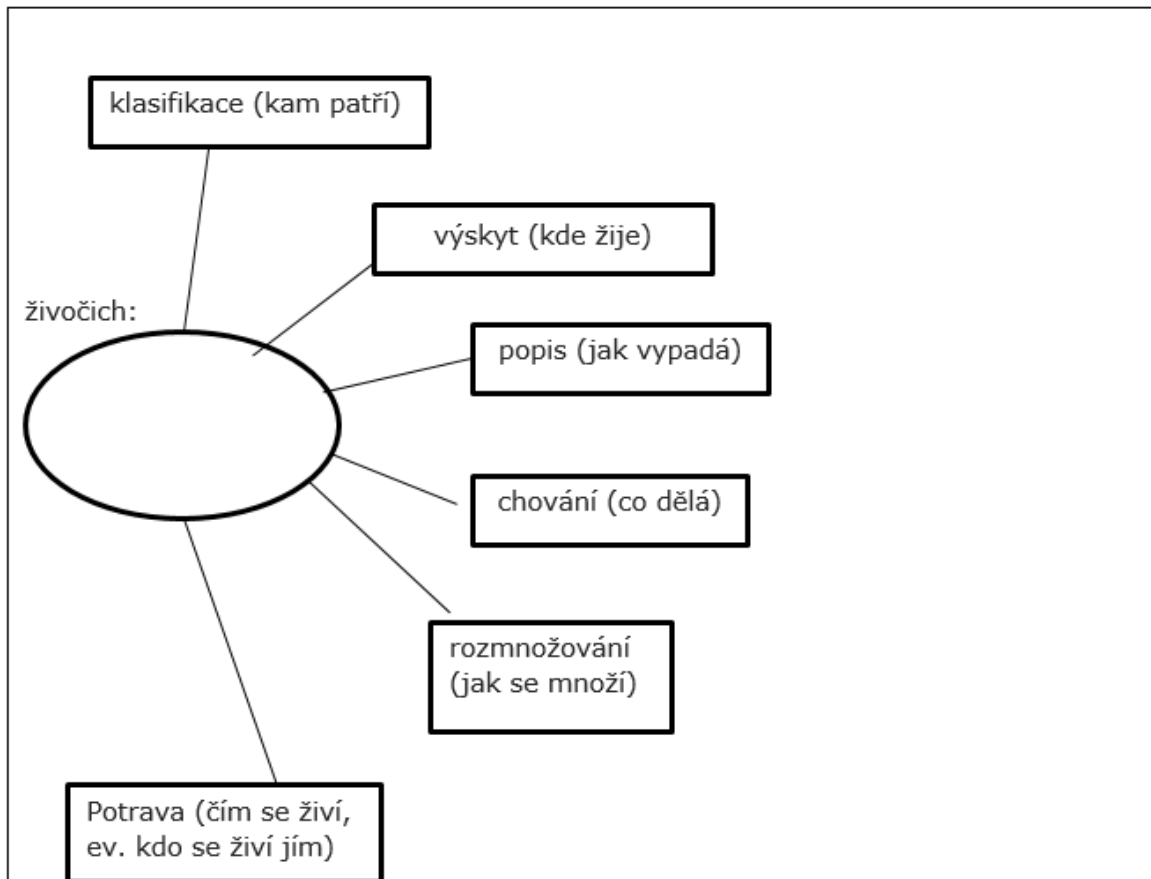 klasifikace (kam patří)
výskyt (kde žije)
živočich:
popis (jak vypadá)
chování (co dělá)
rozmnožování
(jak se množí)
Potrava (čím se živí,
ev. kdo se živí jím)